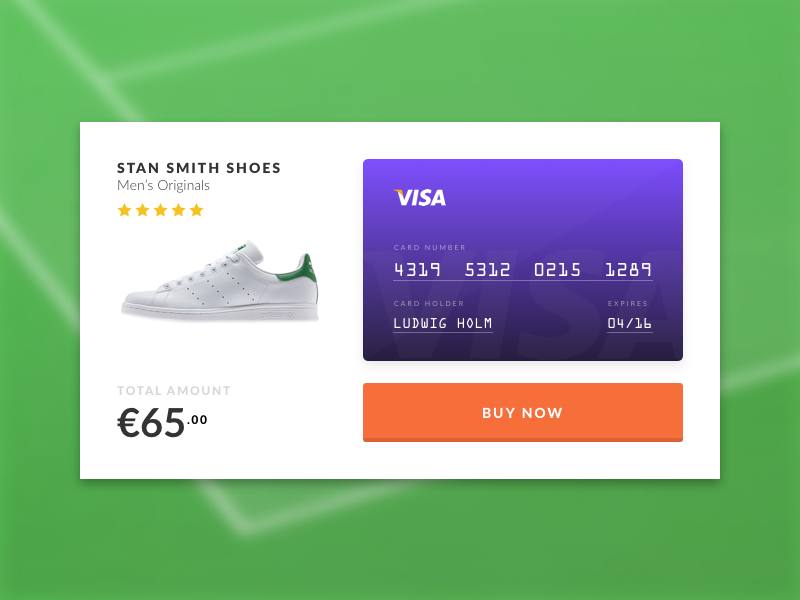 STAN SMITH SHOES
Men's Originals
TOTAL AMOUNT
€65.00
VISA
CARD NUMBER
4319 5312 0215 1289
CARD HOLDER
EXPIRES
LUDWIG HOLM
04/16
BUY NOW